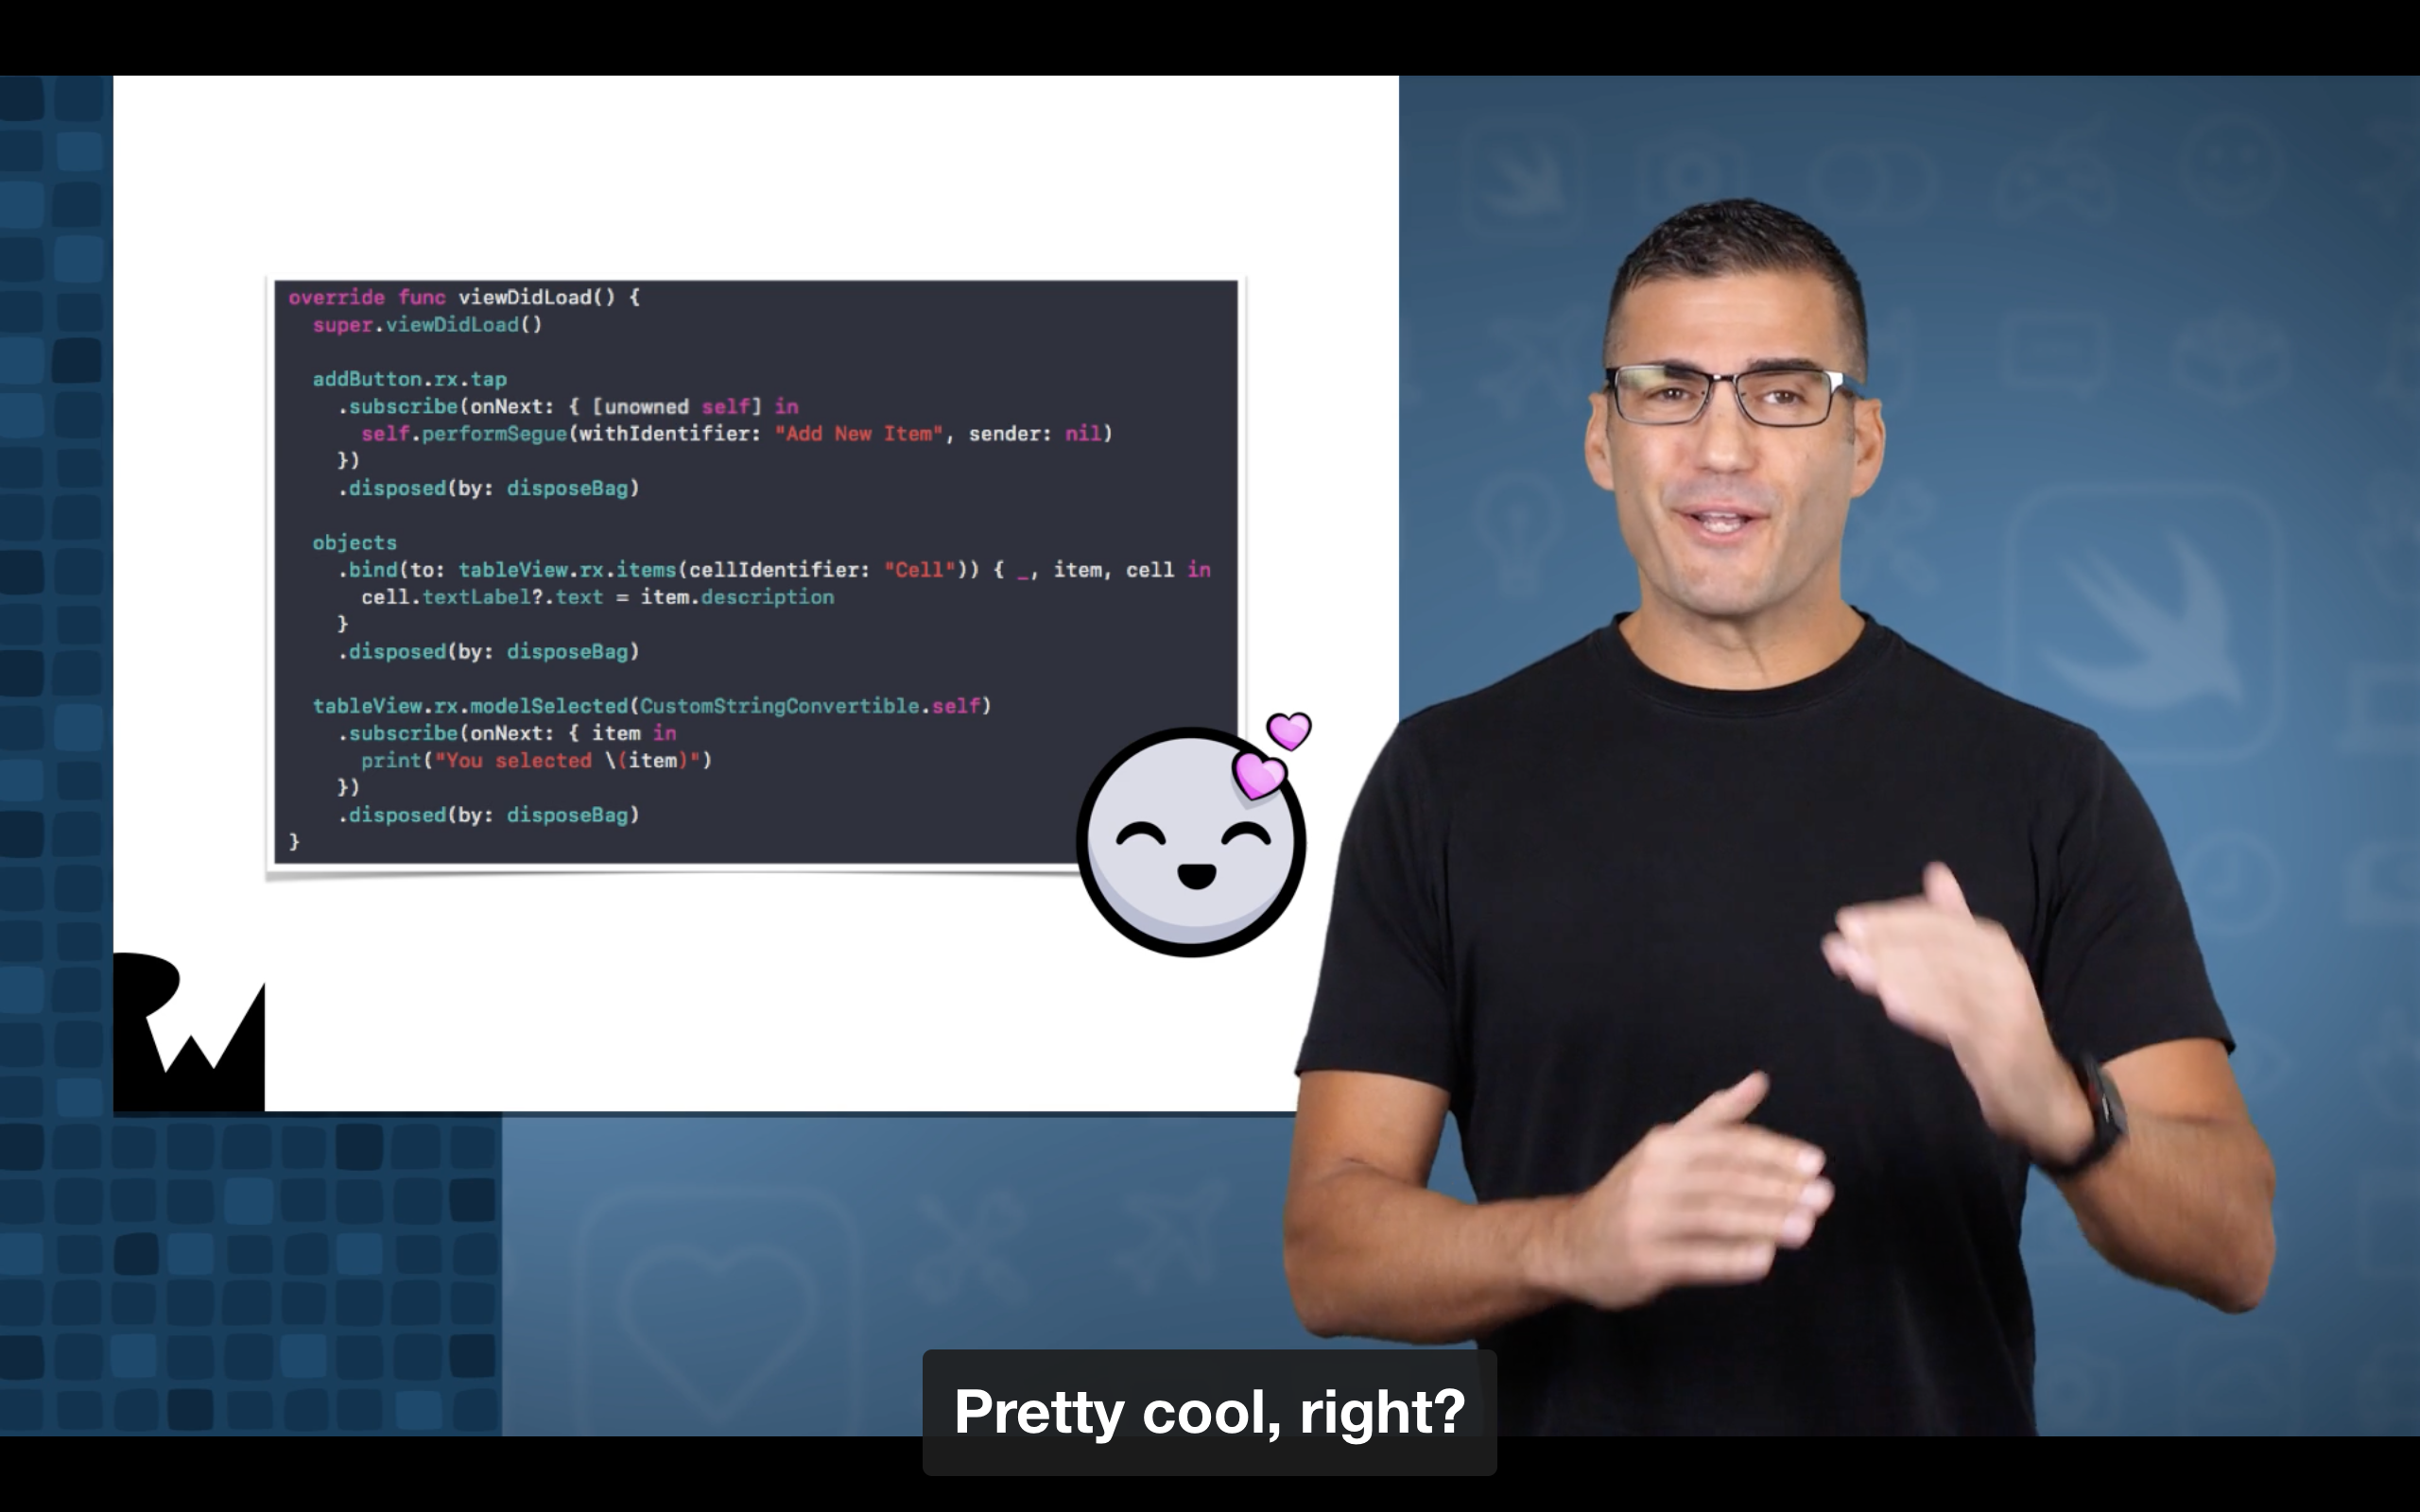 override func viewDidLoad() {
super.viewDidLoad()
addButton.rx.tap
.subscribe(onNext: { [unowned self] in
self.performSegue(withIdentifier: "Add New Item", sender: nil)
})
.disposed(by: disposeBag)
objects
.bind(to: tableView.rx.items(cellIdentifier: "Cell")) { _, item, cell in
cell.textLabel?.text = item.description
}
.disposed(by: disposeBag)
tableView.rx.modelSelected(CustomStringConvertible.self)
.subscribe(onNext: { item in
print("You selected \(item)")
})
.disposed(by: disposeBag)
}
RW
Pretty cool, right?